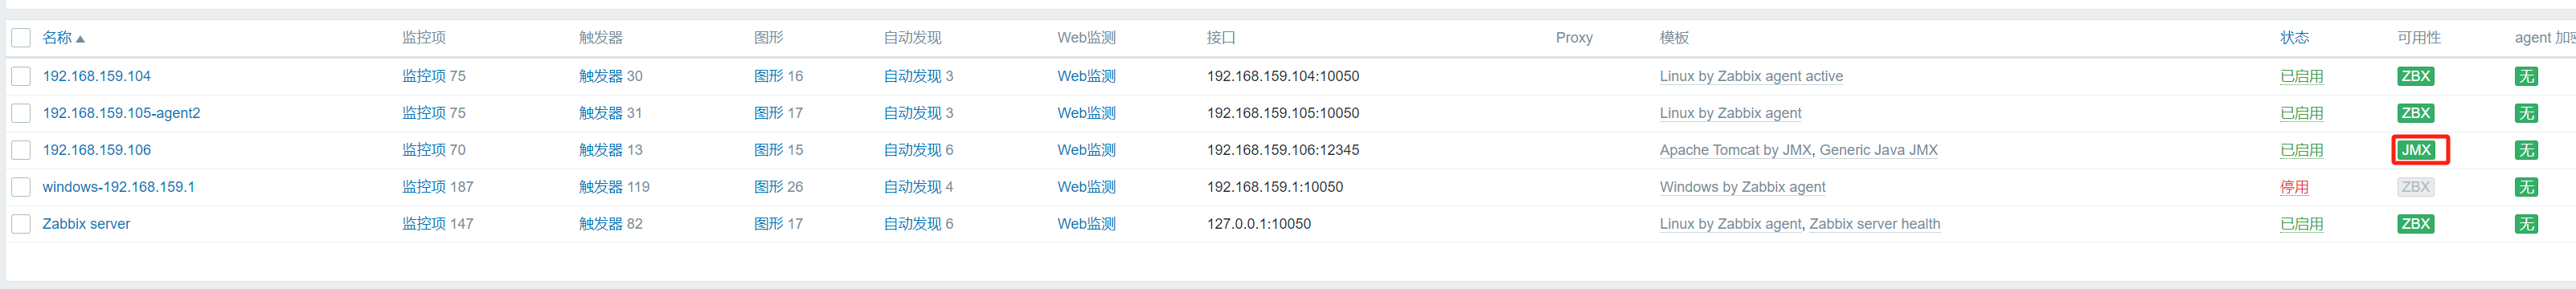 名称 ▲ 监控项 触发器 图形 自动发现 Web监测 接口 Proxy 模板 状态 可用性 agent 加
192.168.159.104 监控项 75 触发器 30 图形 16 自动发现 3 Web监测 192.168.159.104:10050 Linux by Zabbix agent active 已启用 ZBX 无
192.168.159.105-agent2 监控项 75 触发器 31 图形 17 自动发现 3 Web监测 192.168.159.105:10050 Linux by Zabbix agent 已启用 ZBX 无
192.168.159.106 监控项 70 触发器 13 图形 15 自动发现 6 Web监测 192.168.159.106:12345 Apache Tomcat by JMX, Generic Java JMX 已启用 JMX 无
windows-192.168.159.1 监控项 187 触发器 119 图形 26 自动发现 4 Web监测 192.168.159.1:10050 Windows by Zabbix agent 停用 ZBX 无
Zabbix server 监控项 147 触发器 82 图形 17 自动发现 6 Web监测 127.0.0.1:10050 Linux by Zabbix agent, Zabbix server health 已启用 ZBX 无